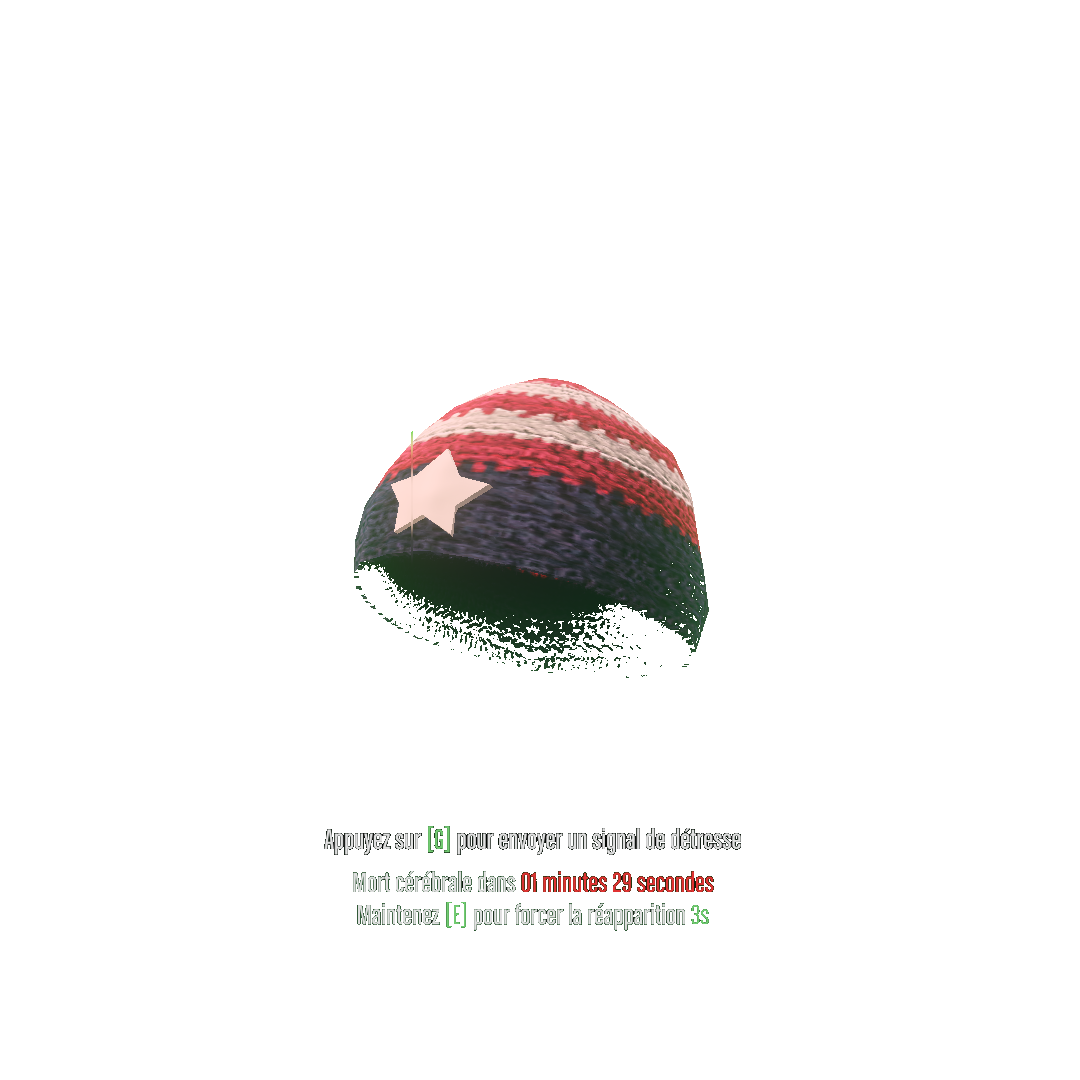 Appuyez sur [G] pour envoyer un signal de détresse
Mort cérébrale dans 01 minutes 29 secondes
Maintenez [E] pour forcer la réapparition 3s